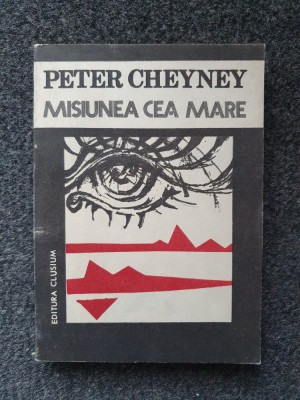 PETER CHEYNEY
MISIUNEA CEA MARE
EDITURA CLUSIUM